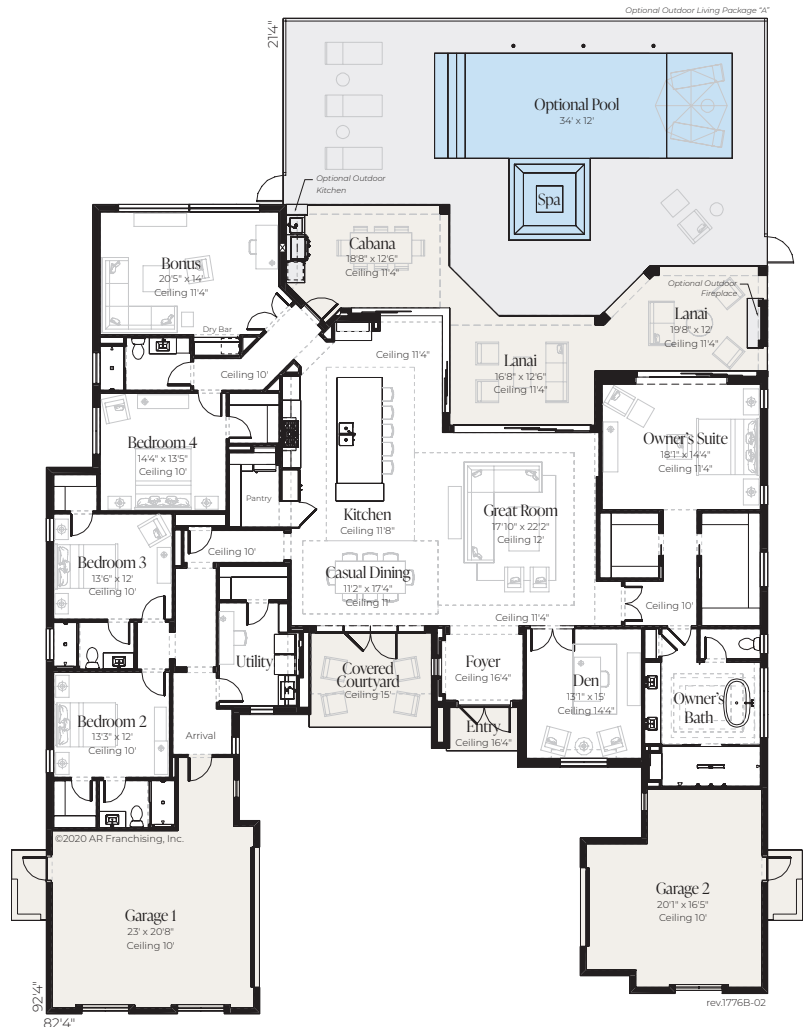 Optional Outdoor Living Package "A"
21'4"
Optional Pool
34' x 12'
Optional Outdoor
Kitchen
Spa
Cabana
18'8" x 12'6"
Ceiling 11'4"
Bonus
20'5" x 14'
Ceiling 11'4"
Dry Bar
Optional Outdoor
Fireplace
Lanai
19'8" x 12'
Ceiling 11'4"
Ceiling 11'4"
Lanai
16'8" x 12'6"
Ceiling 11'4"
Ceiling 10'
Bedroom 4
14'4" x 13'5"
Ceiling 10'
Owner's Suite
18'1" x 14'4"
Ceiling 11'4"
Pantry
Kitchen
Ceiling 11'8"
Great Room
17'10" x 22'2"
Ceiling 12'
Ceiling 10'
Bedroom 3
13'6" x 12'
Ceiling 10'
Casual Dining
11'2" x 17'4"
Ceiling 11'
Ceiling 11'4"
Ceiling 10'
Utility
Covered
Courtyard
Ceiling 15'
Foyer
Ceiling 16'4"
Den
13'1" x 15'
Ceiling 14'4"
Owner's
Bath
Bedroom 2
13'3" x 12'
Ceiling 10'
Arrival
Entry
Ceiling 16'4"
©2020 AR Franchising, Inc.
Garage 1
23' x 20'8"
Ceiling 10'
Garage 2
20'1" x 16'5"
Ceiling 10'
92'4"
82'4"
rev.1776B-02